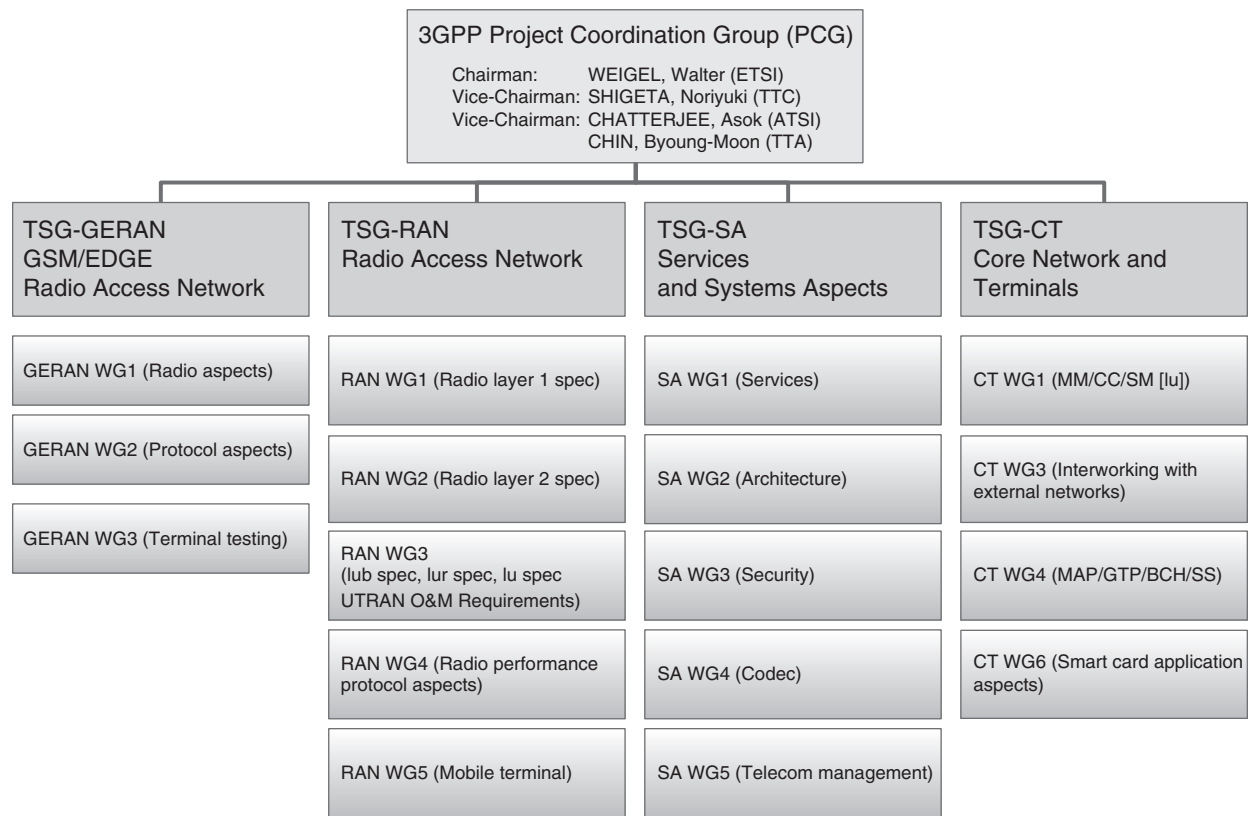 3GPP Project Coordination Group (PCG)
Chairman: WEIGEL, Walter (ETSI)
Vice-Chairman: SHIGETA, Noriyuki (TTC)
Vice-Chairman: CHATTERJEE, Asok (ATSI)
CHIN, Byoung-Moon (TTA)
TSG-GERAN
GSM/EDGE
Radio Access Network
GERAN WG1 (Radio aspects)
GERAN WG2 (Protocol aspects)
GERAN WG3 (Terminal testing)
TSG-RAN
Radio Access Network
RAN WG1 (Radio layer 1 spec)
RAN WG2 (Radio layer 2 spec)
RAN WG3
(lub spec, lur spec, lu spec
UTRAN O&M Requirements)
RAN WG4 (Radio performance
protocol aspects)
RAN WG5 (Mobile terminal)
TSG-SA
Services
and Systems Aspects
SA WG1 (Services)
SA WG2 (Architecture)
SA WG3 (Security)
SA WG4 (Codec)
SA WG5 (Telecom management)
TSG-CT
Core Network and
Terminals
CT WG1 (MM/CC/SM [lu])
CT WG3 (Interworking with
external networks)
CT WG4 (MAP/GTP/BCH/SS)
CT WG6 (Smart card application
aspects)